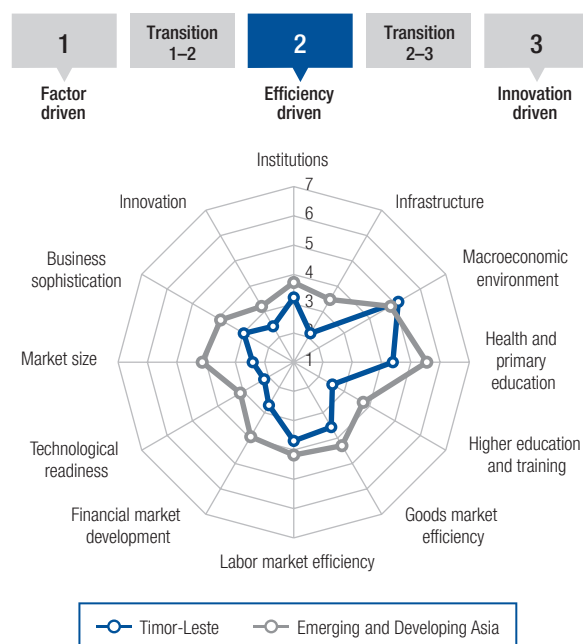 1
Transition
1–2
2
Transition
2–3
3
Factor
driven
Efficiency
driven
Innovation
driven
Institutions
7
6
5
4
3
2
1
Infrastructure
Macroeconomic
environment
Health and
primary
education
Higher education
and training
Goods market
efficiency
Labor market efficiency
Financial market
development
Technological
readiness
Market size
Business
sophistication
Innovation
Timor-Leste
Emerging and Developing Asia